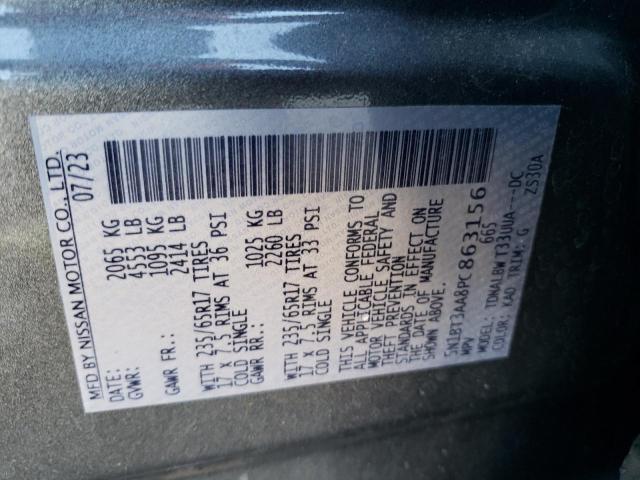 MFD BY NISSAN MOTOR CO., LTD.
DATE: 07/23
GVWR: 2065 KG
4553 LB
GAWR FR.: 1095 KG
2414 LB
WITH 235/65R17 TIRES
17 X 7.5 RIMS AT 36 PSI
COLD SINGLE
GAWR RR.: 1025 KG
2260 LB
WITH 235/65R17 TIRES
17 X 7.5 RIMS AT 33 PSI
COLD SINGLE
THIS VEHICLE CONFORMS TO
ALL APPLICABLE FEDERAL
MOTOR VEHICLE SAFETY AND
THEFT PREVENTION
STANDARDS IN EFFECT ON
THE DATE OF MANUFACTURE
SHOWN ABOVE.
5N1BT3AA8PC863156
MPV 665
MODEL: TDNALBW T33UUA---DC
COLOR: KAD TRIM: G ZS30A